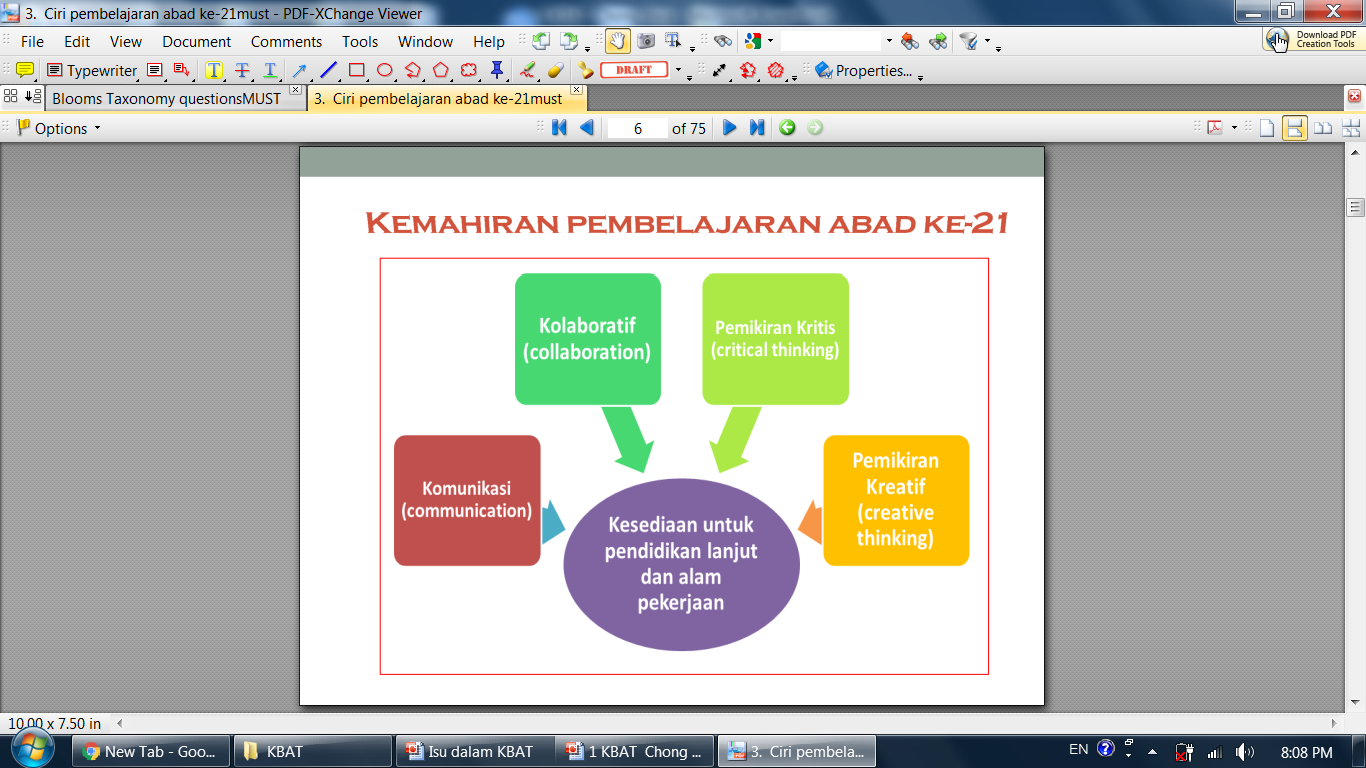 3. Ciri pembelajaran abad ke-21must - PDF-XChange Viewer
File Edit View Document Comments Tools Window Help
Download PDF
Creation Tools
Typewriter
DRAFT
Properties...
Blooms Taxonomy questionsMUST
3. Ciri pembelajaran abad ke-21must
Options
6 of 75
KEMAHIRAN PEMBELAJARAN ABAD KE-21
Kolaboratif
(collaboration)
Pemikiran Kritis
(critical thinking)
Komunikasi
(communication)
Pemikiran
Kreatif
(creative
thinking)
Kesediaan untuk
pendidikan lanjut
dan alam
pekerjaan
10.00 x 7.50 in
New Tab - Goo...
KBAT
Isu dalam KBAT
1 KBAT Chong ...
3. Ciri pembela...
EN
8:08 PM